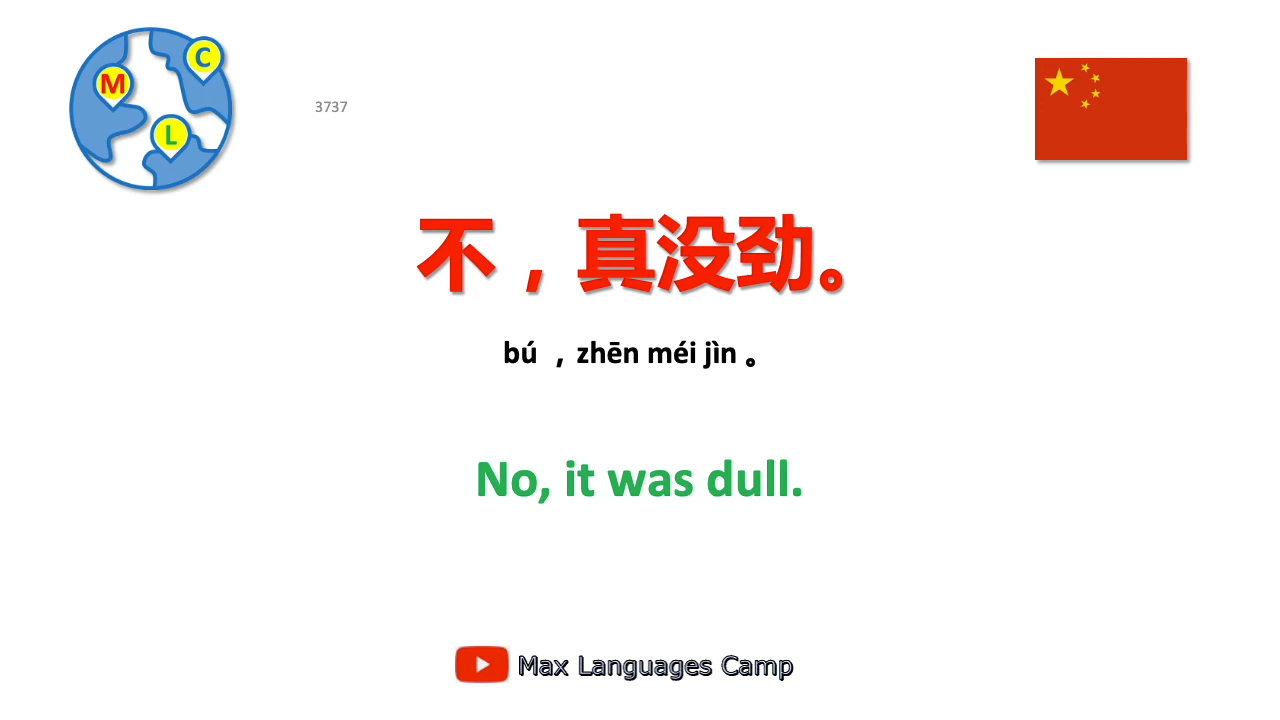 C
M
L
3737
不，真没劲。
bú ，zhēn méi jìn 。
No, it was dull.
Max Languages Camp